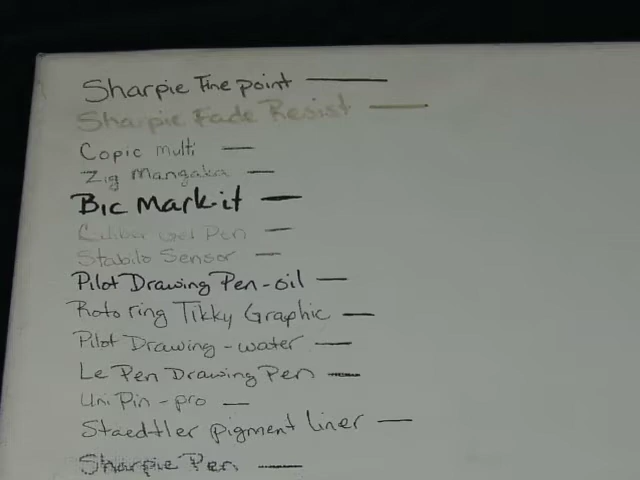 Sharpie Fine point
Sharpie Fade Resist
Copic multi
Zig Mangaka
Bic Mark-it
Gel Pen
Stabilo Sensor
Pilot Drawing Pen-oil
Rotoring Tikky Graphic
Pilot Drawing-water
Le Pen Drawing Pen
Uni Pin-pro
Staedtler pigment liner
Sharpie Pen